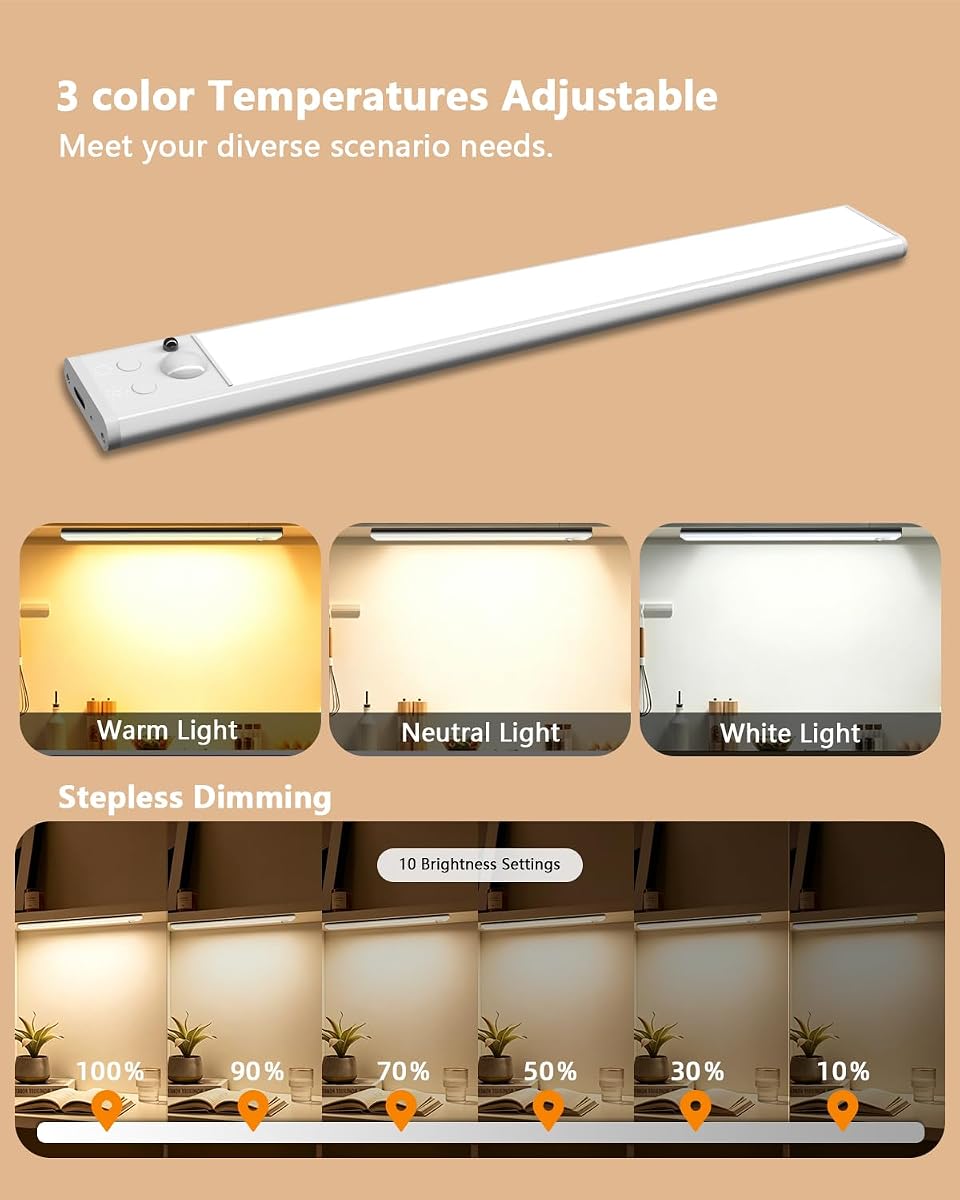 3 color Temperatures Adjustable
Meet your diverse scenario needs.
Warm Light
Neutral Light
White Light
Stepless Dimming
10 Brightness Settings
100%
90%
70%
50%
30%
10%